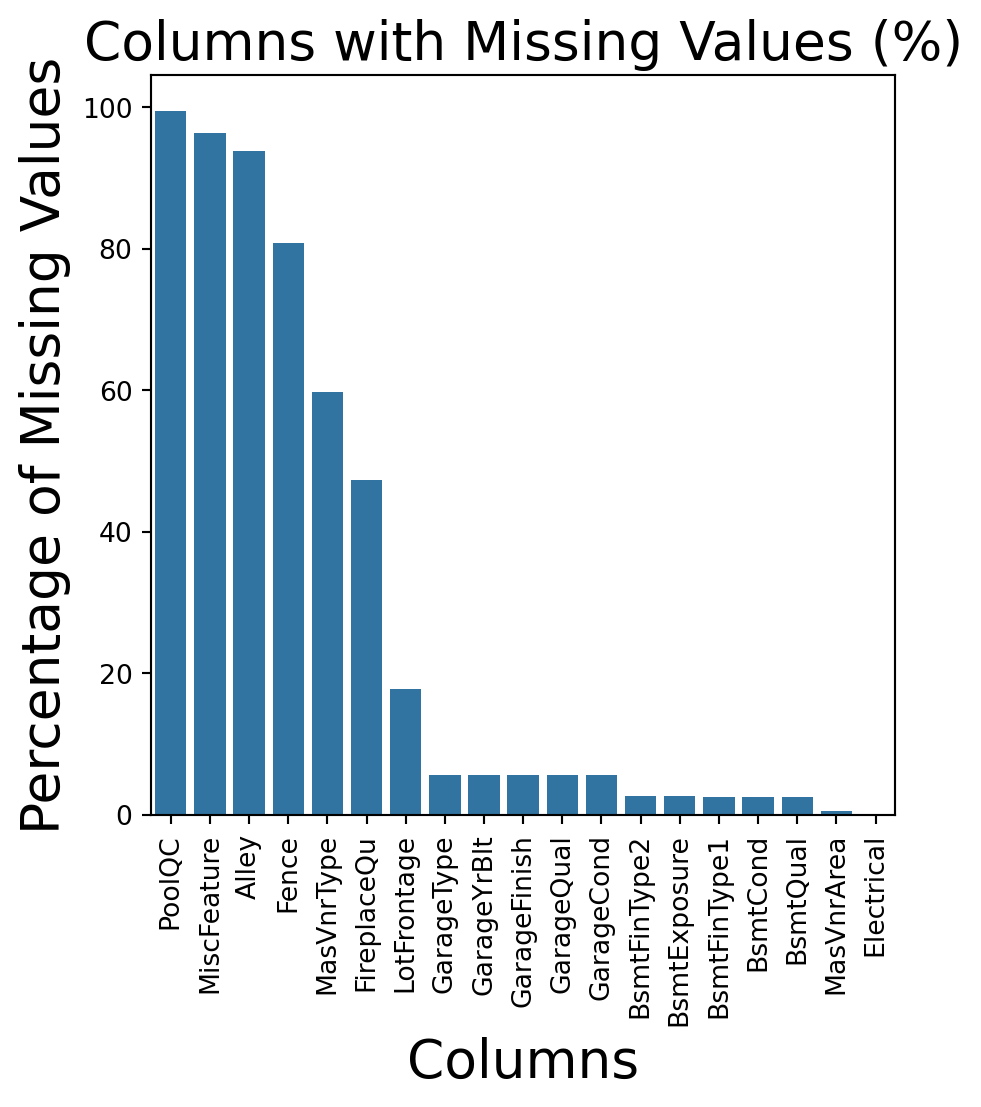 Columns with Missing Values (%)
Percentage of Missing Values
100
80
60
40
20
0
PoolQC
MiscFeature
Alley
Fence
MasVnrType
FireplaceQu
LotFrontage
GarageType
GarageYrBlt
GarageFinish
GarageQual
GarageCond
BsmtFinType2
BsmtExposure
BsmtFinType1
BsmtCond
BsmtQual
MasVnrArea
Electrical
Columns